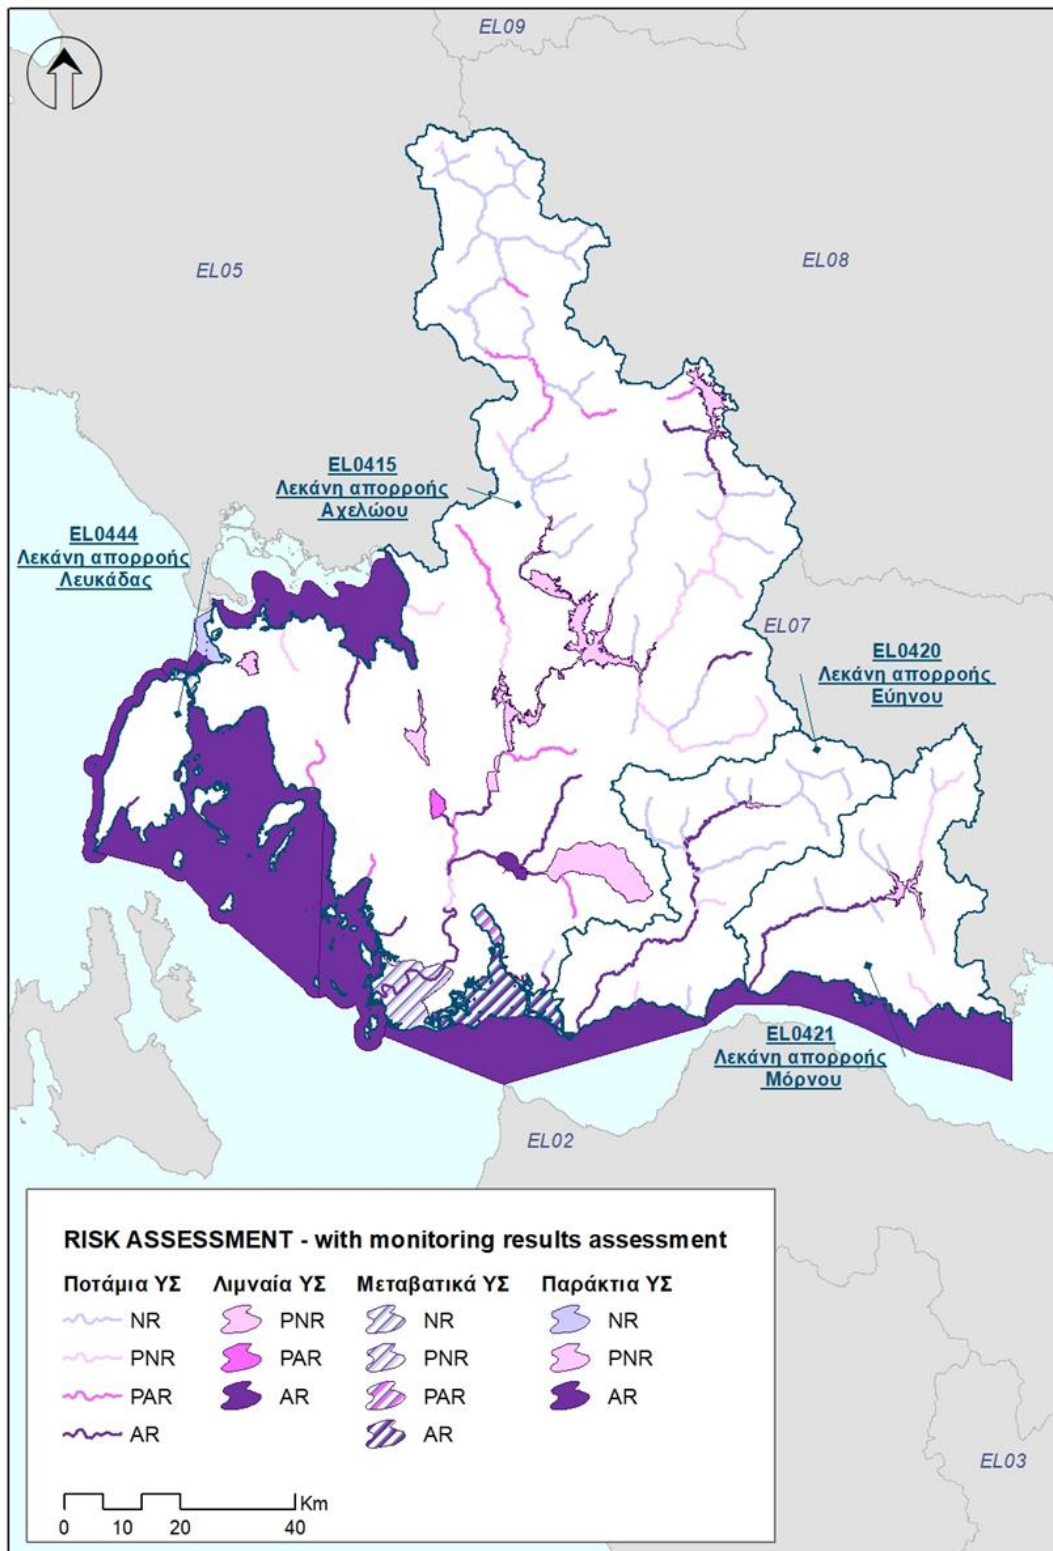 EL09
EL05
EL08
EL0415
Λεκάνη απορροής
Αχελώου
EL0444
Λεκάνη απορροής
Λευκάδας
EL07
EL0420
Λεκάνη απορροής
Εύηνου
EL0421
Λεκάνη απορροής
Μόρνου
EL02
RISK ASSESSMENT - with monitoring results assessment
Ποτάμια ΥΣ Λιμναία ΥΣ Μεταβατικά ΥΣ Παράκτια ΥΣ
NR PNR NR NR
PNR PAR PNR PNR
PAR AR PAR AR
AR AR
EL03
Km
0 10 20 40